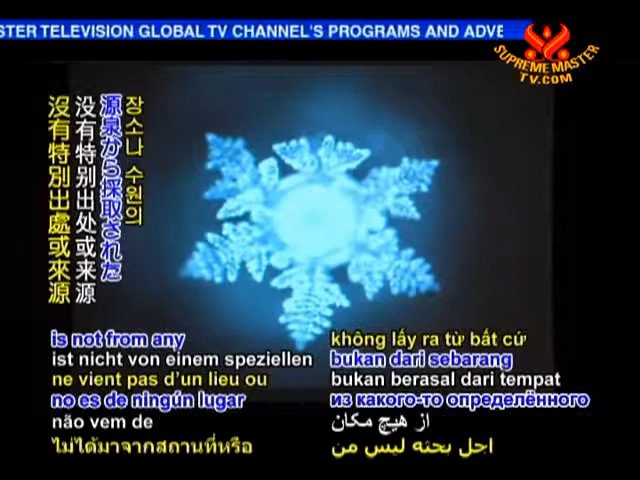 STER TELEVISION GLOBAL TV CHANNEL'S PROGRAMS AND ADVE
SUPREME MASTER
TV.COM
장소나 수원의
源泉から採取された
没有特别出处或来源
沒有特別出處或來源
is not from any
ist nicht von einem speziellen
ne vient pas d'un lieu ou
no es de ningún lugar
não vem de
ไม่ได้มาจากสถานที่หรือ
không lấy ra từ bất cứ
bukan dari sebarang
bukan berasal dari tempat
из какого-то определённого
از هیچ مکان
اجل بحثه ليس من